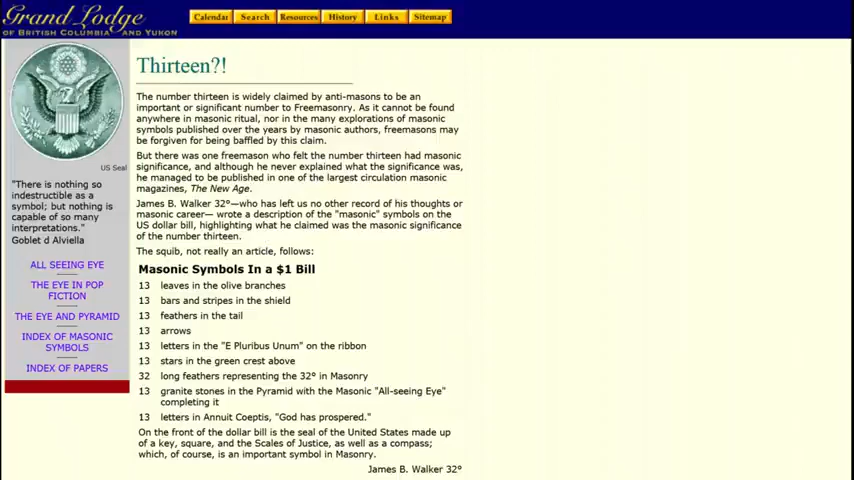 Grand Lodge
OF BRITISH COLUMBIA AND YUKON
Calendar Search Resources History Links Sitemap
US Seal
"There is nothing so
indestructible as a
symbol; but nothing is
capable of so many
interpretations."
Goblet d Alviella
ALL SEEING EYE
THE EYE IN POP
FICTION
THE EYE AND PYRAMID
INDEX OF MASONIC
SYMBOLS
INDEX OF PAPERS
Thirteen?!
The number thirteen is widely claimed by anti-masons to be an
important or significant number to Freemasonry. As it cannot be found
anywhere in masonic ritual, nor in the many explorations of masonic
symbols published over the years by masonic authors, freemasons may
be forgiven for being baffled by this claim.
But there was one freemason who felt the number thirteen had masonic
significance, and although he never explained what the significance was,
he managed to be published in one of the largest circulation masonic
magazines, The New Age.
James B. Walker 32°—who has left us no other record of his thoughts or
masonic career— wrote a description of the "masonic" symbols on the
US dollar bill, highlighting what he claimed was the masonic significance
of the number thirteen.
The squib, not really an article, follows:
Masonic Symbols In a $1 Bill
13 leaves in the olive branches
13 bars and stripes in the shield
13 feathers in the tail
13 arrows
13 letters in the "E Pluribus Unum" on the ribbon
13 stars in the green crest above
32 long feathers representing the 32° in Masonry
13 granite stones in the Pyramid with the Masonic "All-seeing Eye"
completing it
13 letters in Annuit Coeptis, "God has prospered."
On the front of the dollar bill is the seal of the United States made up
of a key, square, and the Scales of Justice, as well as a compass;
which, of course, is an important symbol in Masonry.
James B. Walker 32°